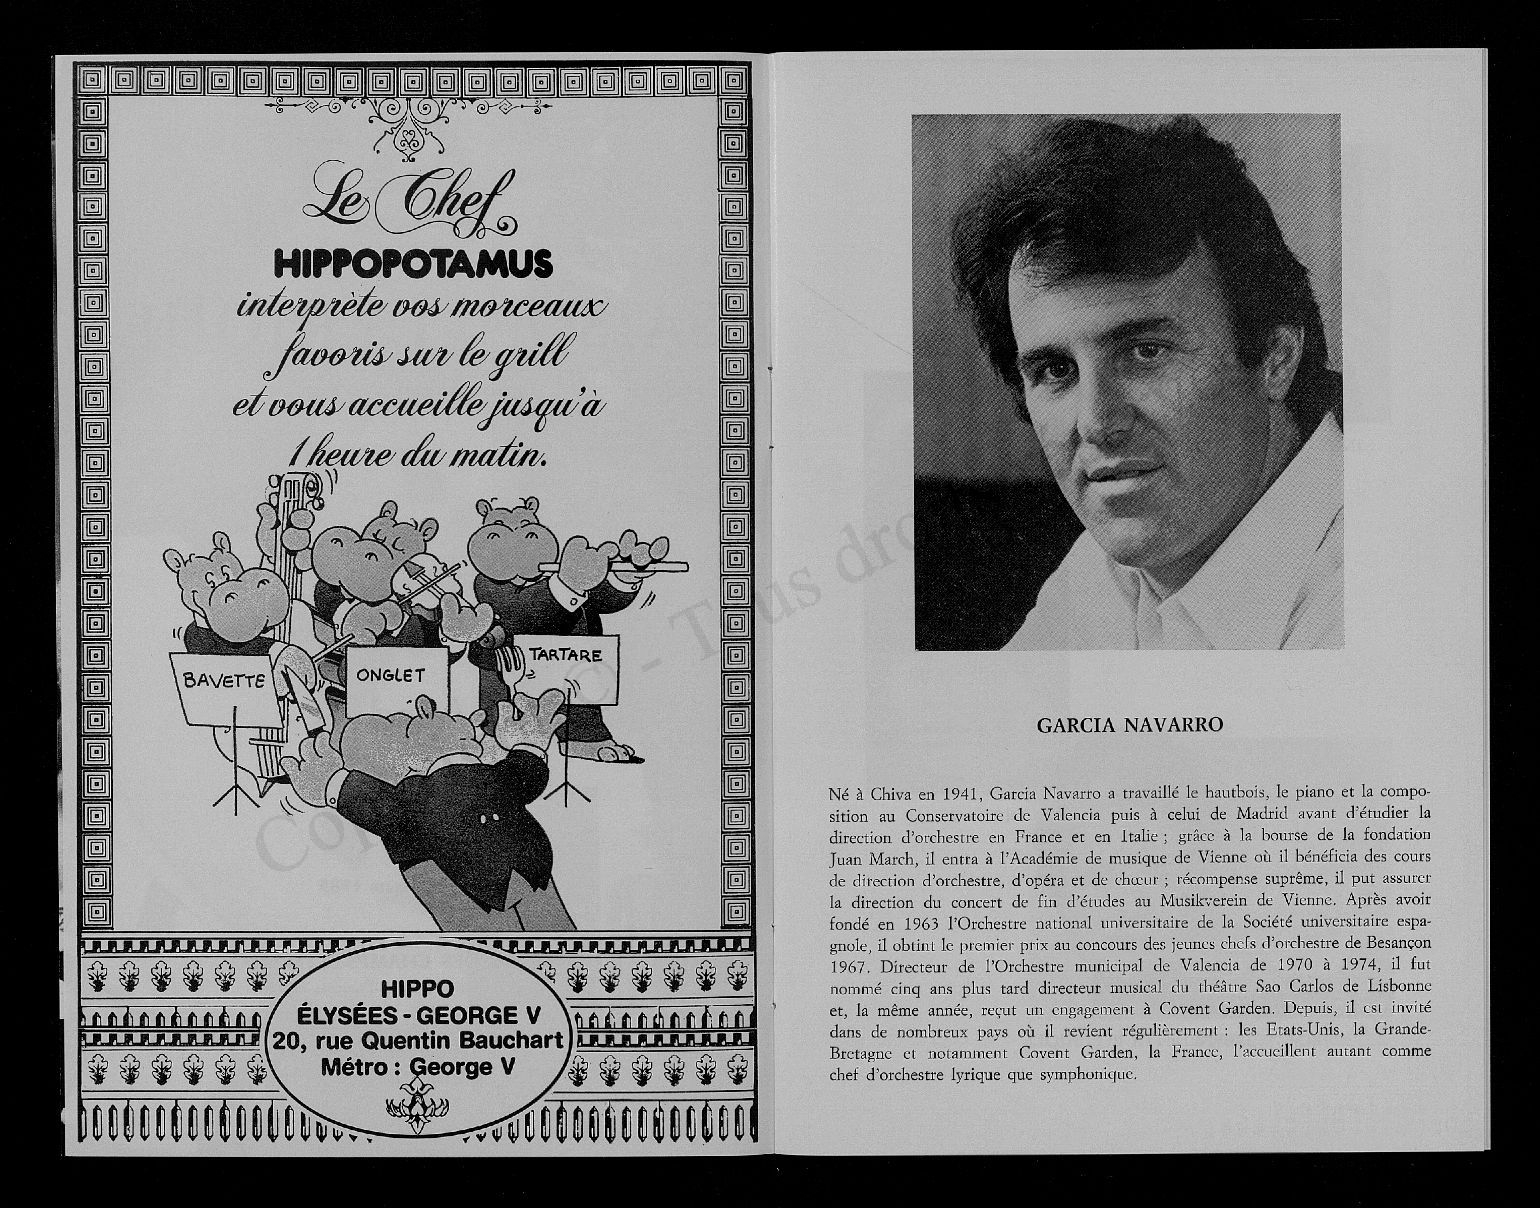 Le Chef
HIPPOPOTAMUS
interprète vos morceaux
favoris sur le grill
et vous accueille jusqu'à
1 heure du matin.
BAVETTE
ONGLET
TARTARE
HIPPO
ÉLYSÉES - GEORGE V
20, rue Quentin Bauchart
Métro : George V
GARCIA NAVARRO
Né à Chiva en 1941, García Navarro a travaillé le hautbois, le piano et la compo-
sition au Conservatoire de Valencia puis à celui de Madrid avant d'étudier la
direction d'orchestre en France et en Italie ; grâce à la bourse de la fondation
Juan March, il entra à l'Académie de musique de Vienne où il bénéficia des cours
de direction d'orchestre, d'opéra et de chœur ; récompense suprême, il put assurer
la direction du concert de fin d'études au Musikverein de Vienne. Après avoir
fondé en 1963 l'Orchestre national universitaire de la Société universitaire espa-
gnole, il obtint le premier prix au concours des jeunes chefs d'orchestre de Besançon
1967. Directeur de l'Orchestre municipal de Valencia de 1970 à 1974, il fut
nommé cinq ans plus tard directeur musical du théâtre Sao Carlos de Lisbonne
et, la même année, reçut un engagement à Covent Garden. Depuis, il est invité
dans de nombreux pays où il revient régulièrement : les Etats-Unis, la Grande-
Bretagne et notamment Covent Garden, la France, l'accueillent autant comme
chef d'orchestre lyrique que symphonique.